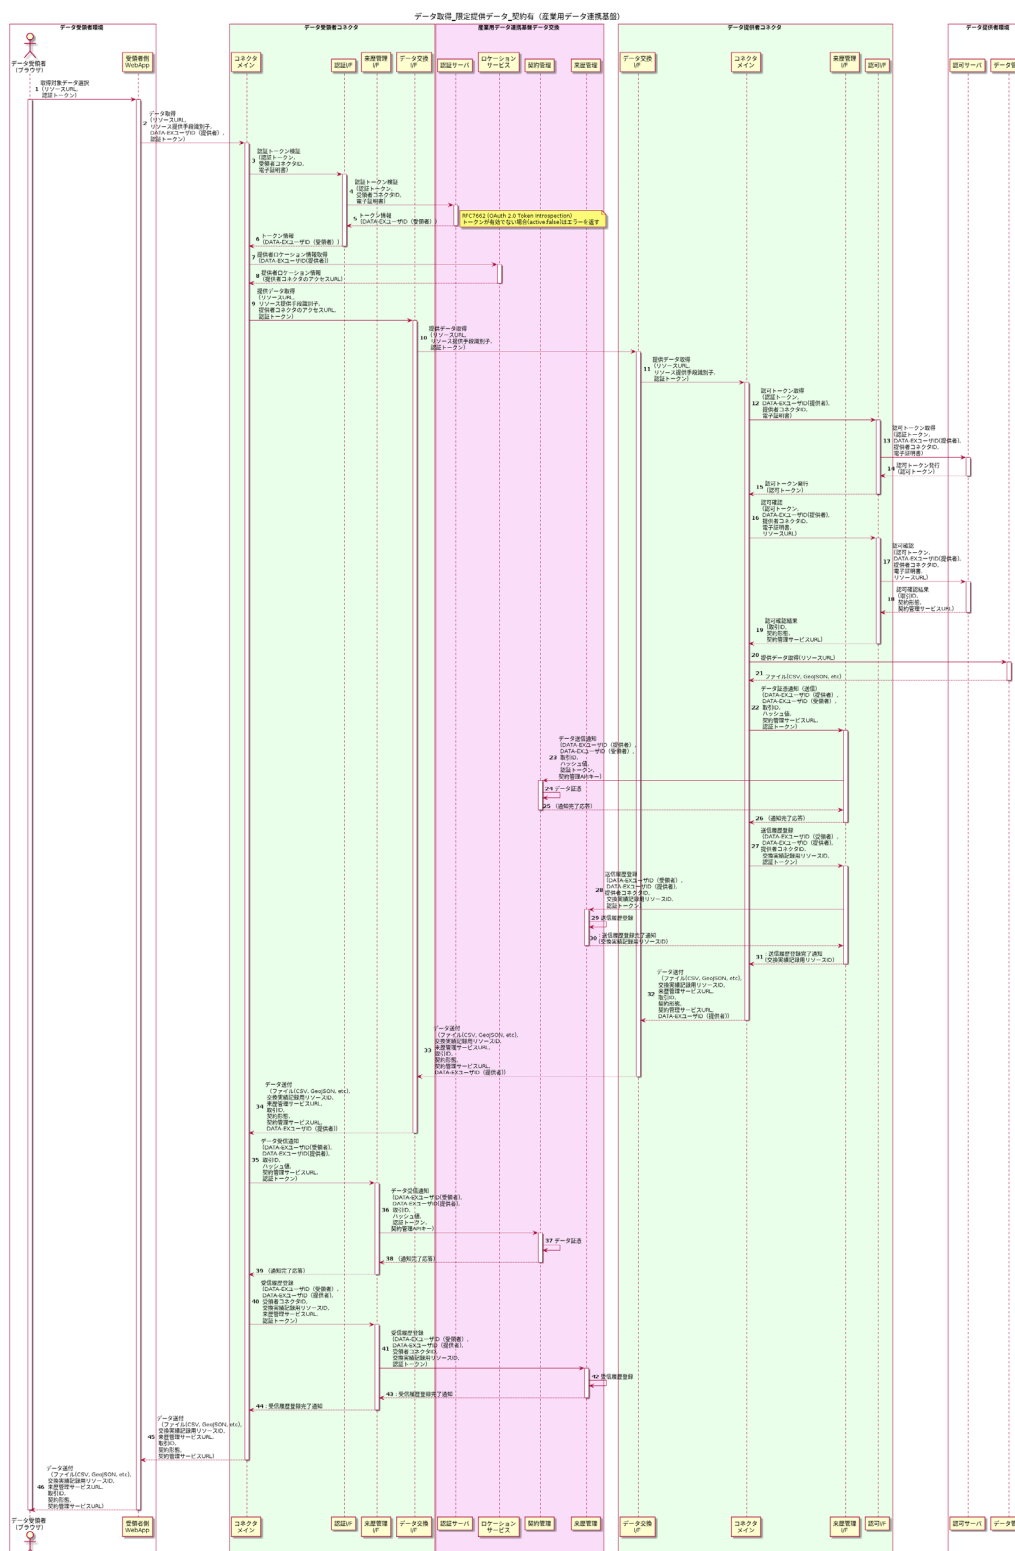 データ取得_限定提供データ_契約有（産業用データ連携基盤）
データ受領者環境
データ受領者コネクタ
産業用データ連携基盤データ交換
データ提供者コネクタ
データ提供者環境
データ受領者
(ブラウザ)
受領者側
WebApp
コネクタ
メイン
認証I/F
来歴管理
I/F
データ交換
I/F
認証サーバ
ロケーション
サービス
契約管理
来歴管理
データ交換
I/F
コネクタ
メイン
来歴管理
I/F
認可I/F
認可サーバ
1 取得対象データ選択
(リソースURL,
認証トークン)
2 データ取得
(リソースURL,
リソース提供手段識別子,
DATA-EXユーザID（提供者）,
認証トークン)
3 認証トークン検証
(認証トークン,
受領者コネクタID,
電子証明書)
4 認証トークン検証
(認証トークン,
受領者コネクタID,
電子証明書)
RFC7662 (OAuth 2.0 Token Introspection)
トークンが有効でない場合(active:false)はエラーを返す
5 トークン情報
(DATA-EXユーザID（受領者）)
6 トークン情報
(DATA-EXユーザID（受領者）)
7 提供者ロケーション情報取得
(DATA-EXユーザID(提供者))
8 提供者ロケーション情報
(提供者コネクタのアクセスURL)
9 提供データ取得
(リソースURL,
リソース提供手段識別子,
提供者コネクタのアクセスURL,
認証トークン)
10 提供データ取得
(リソースURL,
リソース提供手段識別子,
認証トークン)
11 提供データ取得
(リソースURL,
リソース提供手段識別子,
認証トークン)
12 認可トークン取得
(認証トークン,
DATA-EXユーザID(提供者),
提供者コネクタID,
電子証明書)
13 認可トークン取得
(認証トークン,
DATA-EXユーザID(提供者),
提供者コネクタID,
電子証明書)
14 認可トークン発行
(認可トークン)
15 認可トークン発行
(認可トークン)
16 認可確認
(認可トークン,
DATA-EXユーザID(提供者),
提供者コネクタID,
電子証明書,
リソースURL)
17 認可確認
(認可トークン,
DATA-EXユーザID(提供者),
提供者コネクタID,
電子証明書,
リソースURL)
18 認可確認結果
(取引ID,
契約形態,
契約管理サービスURL)
19 認可確認結果
(取引ID,
契約形態,
契約管理サービスURL)
20 提供データ取得(リソースURL)
21 ファイル(CSV, GeoJSON, etc)
22 データ証憑通知（送信）
(DATA-EXユーザID（提供者）,
DATA-EXユーザID（受領者）,
取引ID,
ハッシュ値,
契約管理サービスURL,
認証トークン)
23 データ送信通知
(DATA-EXユーザID（提供者）,
DATA-EXユーザID（受領者）,
取引ID,
ハッシュ値,
認証トークン,
契約管理APIキー)
24 データ証憑
25 （通知完了応答）
26 （通知完了応答）
27 送信履歴登録
(DATA-EXユーザID（受領者）,
DATA-EXユーザID（提供者),
提供者コネクタID,
交換実績記録用リソースID,
認証トークン)
28 送信履歴登録
(DATA-EXユーザID（受領者）,
DATA-EXユーザID（提供者),
提供者コネクタID,
交換実績記録用リソースID,
認証トークン)
29 送信履歴登録
30 : 送信履歴登録完了通知
(交換実績記録用リソースID)
31 : 送信履歴登録完了通知
(交換実績記録用リソースID)
32 データ送付
（ファイル(CSV, GeoJSON, etc),
交換実績記録用リソースID,
来歴管理サービスURL,
取引ID,
契約形態,
契約管理サービスURL,
DATA-EXユーザID（提供者))
33 データ送付
（ファイル(CSV, GeoJSON, etc),
交換実績記録用リソースID,
来歴管理サービスURL,
取引ID,
契約形態,
契約管理サービスURL,
DATA-EXユーザID（提供者))
34 データ送付
（ファイル(CSV, GeoJSON, etc),
交換実績記録用リソースID,
来歴管理サービスURL,
取引ID,
契約形態,
契約管理サービスURL,
DATA-EXユーザID（提供者))
35 データ受信通知
(DATA-EXユーザID(受領者),
DATA-EXユーザID(提供者),
取引ID,
ハッシュ値,
契約管理サービスURL,
認証トークン)
36 データ受信通知
(DATA-EXユーザID(受領者),
DATA-EXユーザID(提供者),
取引ID,
ハッシュ値,
認証トークン,
契約管理APIキー)
37 データ証憑
38 （通知完了応答）
39 （通知完了応答）
40 受信履歴登録
(DATA-EXユーザID（受領者）,
DATA-EXユーザID（提供者),
受領者コネクタID,
交換実績記録用リソースID,
来歴管理サービスURL,
認証トークン)
41 受信履歴登録
(DATA-EXユーザID（受領者）,
DATA-EXユーザID（提供者),
受領者コネクタID,
交換実績記録用リソースID,
認証トークン)
42 受信履歴登録
43 : 受信履歴登録完了通知
44 : 受信履歴登録完了通知
45 データ送付
（ファイル(CSV, GeoJSON, etc),
交換実績記録用リソースID,
来歴管理サービスURL,
取引ID,
契約形態,
契約管理サービスURL)
46 データ送付
（ファイル(CSV, GeoJSON, etc),
交換実績記録用リソースID,
来歴管理サービスURL,
取引ID,
契約形態,
契約管理サービスURL)
データ受領者
(ブラウザ)
受領者側
WebApp
コネクタ
メイン
認証I/F
来歴管理
I/F
データ交換
I/F
認証サーバ
ロケーション
サービス
契約管理
来歴管理
データ交換
I/F
コネクタ
メイン
来歴管理
I/F
認可I/F
認可サーバ